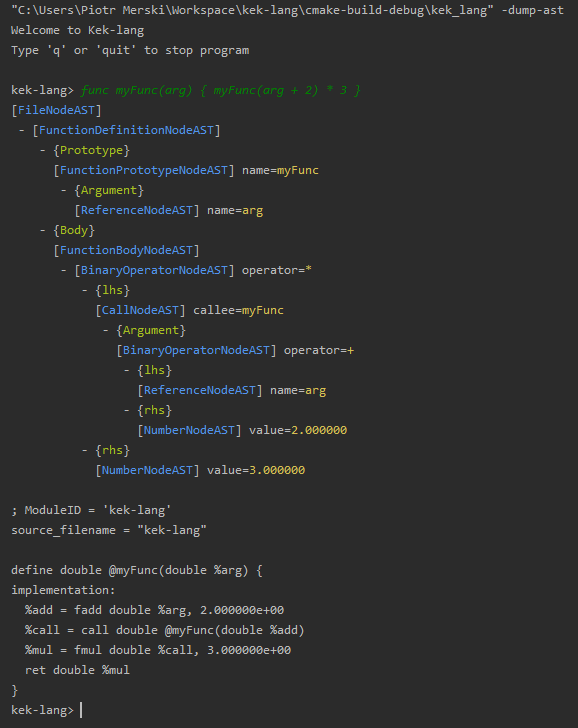 "C:\Users\Piotr Merski\Workspace\kek-lang\cmake-build-debug\kek_lang" -dump-ast
Welcome to Kek-lang
Type 'q' or 'quit' to stop program

kek-lang> func myFunc(arg) { myFunc(arg + 2) * 3 }
[FileNodeAST]
 - [FunctionDefinitionNodeAST]
    - {Prototype}
      [FunctionPrototypeNodeAST] name=myFunc
       - {Argument}
         [ReferenceNodeAST] name=arg
    - {Body}
      [FunctionBodyNodeAST]
       - [BinaryOperatorNodeAST] operator=*
          - {lhs}
            [CallNodeAST] callee=myFunc
             - {Argument}
               [BinaryOperatorNodeAST] operator=+
                - {lhs}
                  [ReferenceNodeAST] name=arg
                - {rhs}
                  [NumberNodeAST] value=2.000000
          - {rhs}
            [NumberNodeAST] value=3.000000

; ModuleID = 'kek-lang'
source_filename = "kek-lang"

define double @myFunc(double %arg) {
implementation:
  %add = fadd double %arg, 2.000000e+00
  %call = call double @myFunc(double %add)
  %mul = fmul double %call, 3.000000e+00
  ret double %mul
}
kek-lang>